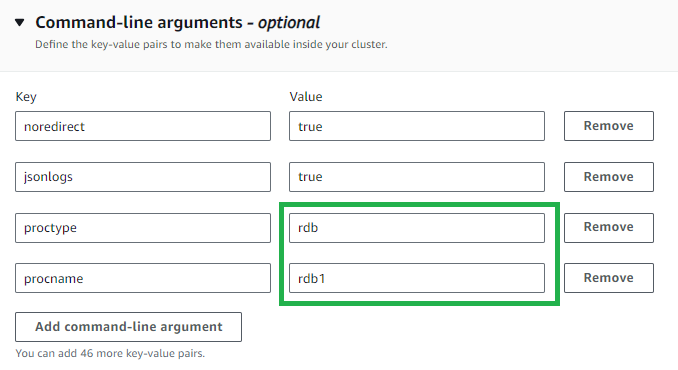 ▼ Command-line arguments - optional
Define the key-value pairs to make them available inside your cluster.
Key Value
noredirect true Remove
jsonlogs true Remove
proctype rdb Remove
procname rdb1 Remove
Add command-line argument
You can add 46 more key-value pairs.